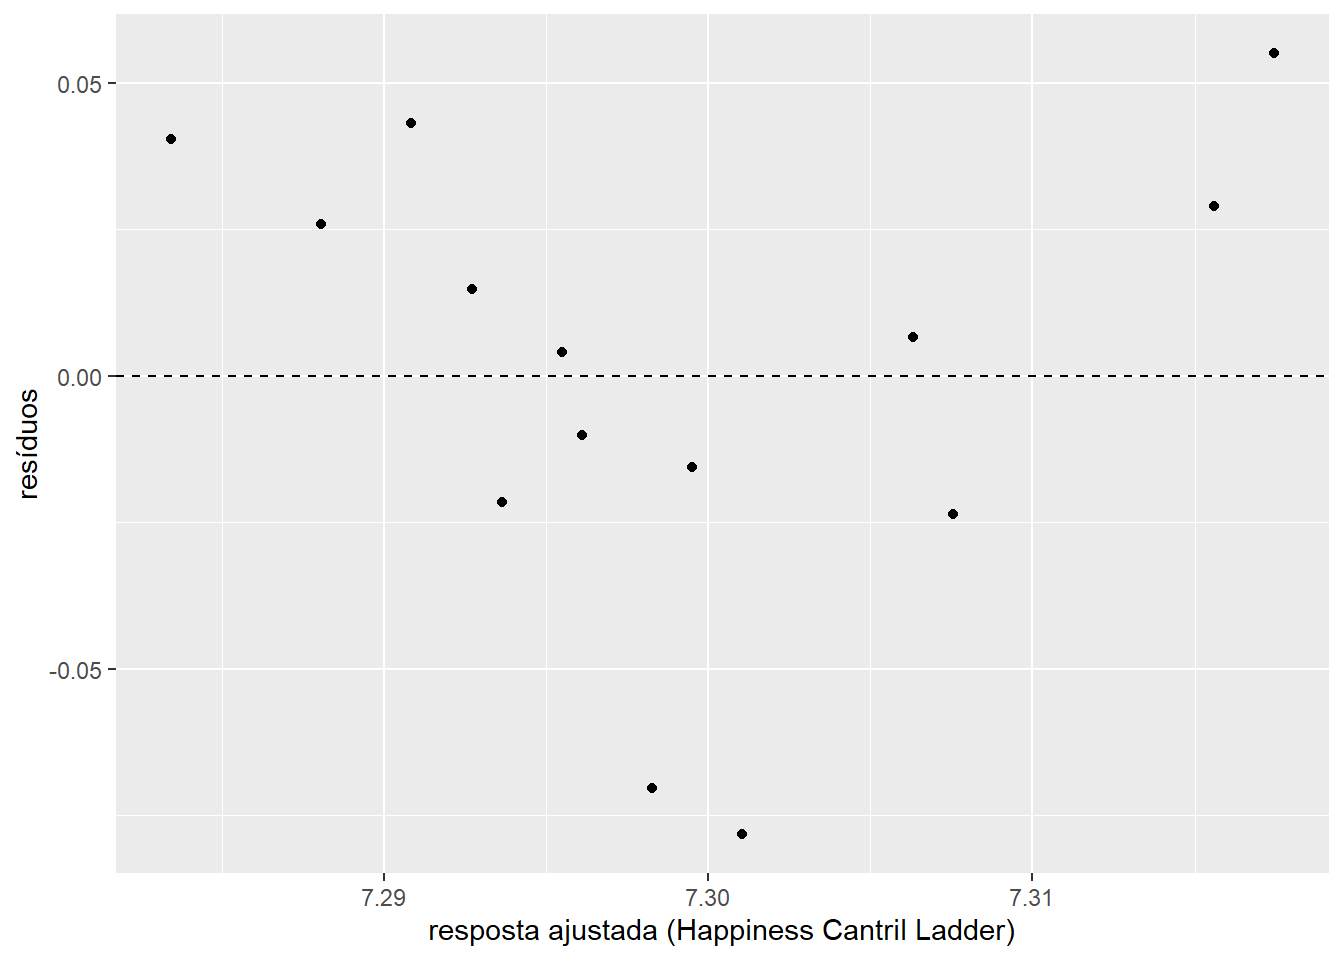 0.05
0.00
-0.05
resíduos
7.29 7.30 7.31
resposta ajustada (Happiness Cantril Ladder)